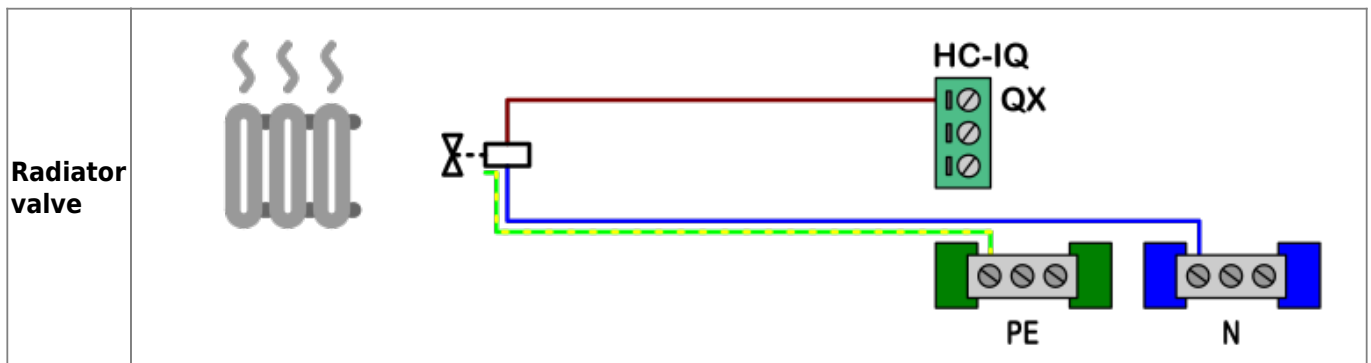 Radiator
valve
HC-IQ
QX
PE
N